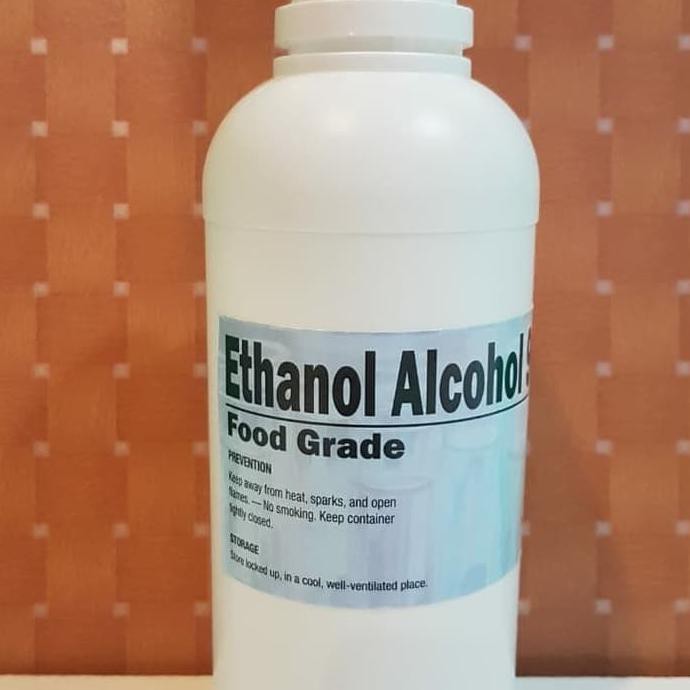 Ethanol Alcohol 9
Food Grade
PREVENTION
Keep away from heat, sparks, and open
flames. — No smoking. Keep container
tightly closed.
STORAGE
Store locked up, in a cool, well-ventilated place.